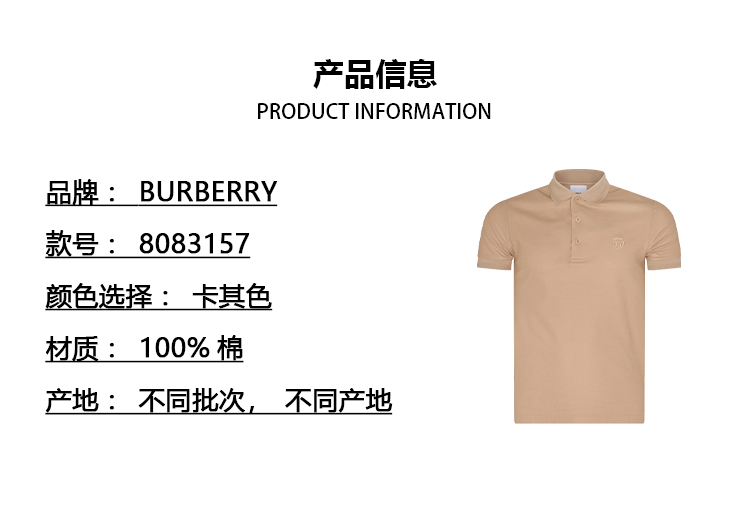 产品信息
PRODUCT INFORMATION
品牌： BURBERRY
款号： 8083157
颜色选择： 卡其色
材质： 100% 棉
产地： 不同批次， 不同产地